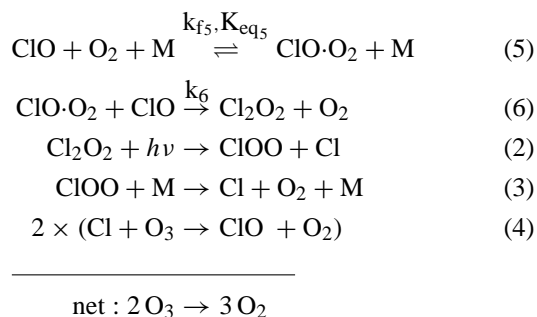 k_f5, K_eq5
ClO + O₂ + M ⇌ ClO·O₂ + M (5)
k₆
ClO·O₂ + ClO → Cl₂O₂ + O₂ (6)
Cl₂O₂ + hν → ClOO + Cl (2)
ClOO + M → Cl + O₂ + M (3)
2 × (Cl + O₃ → ClO + O₂) (4)
net : 2 O₃ → 3 O₂